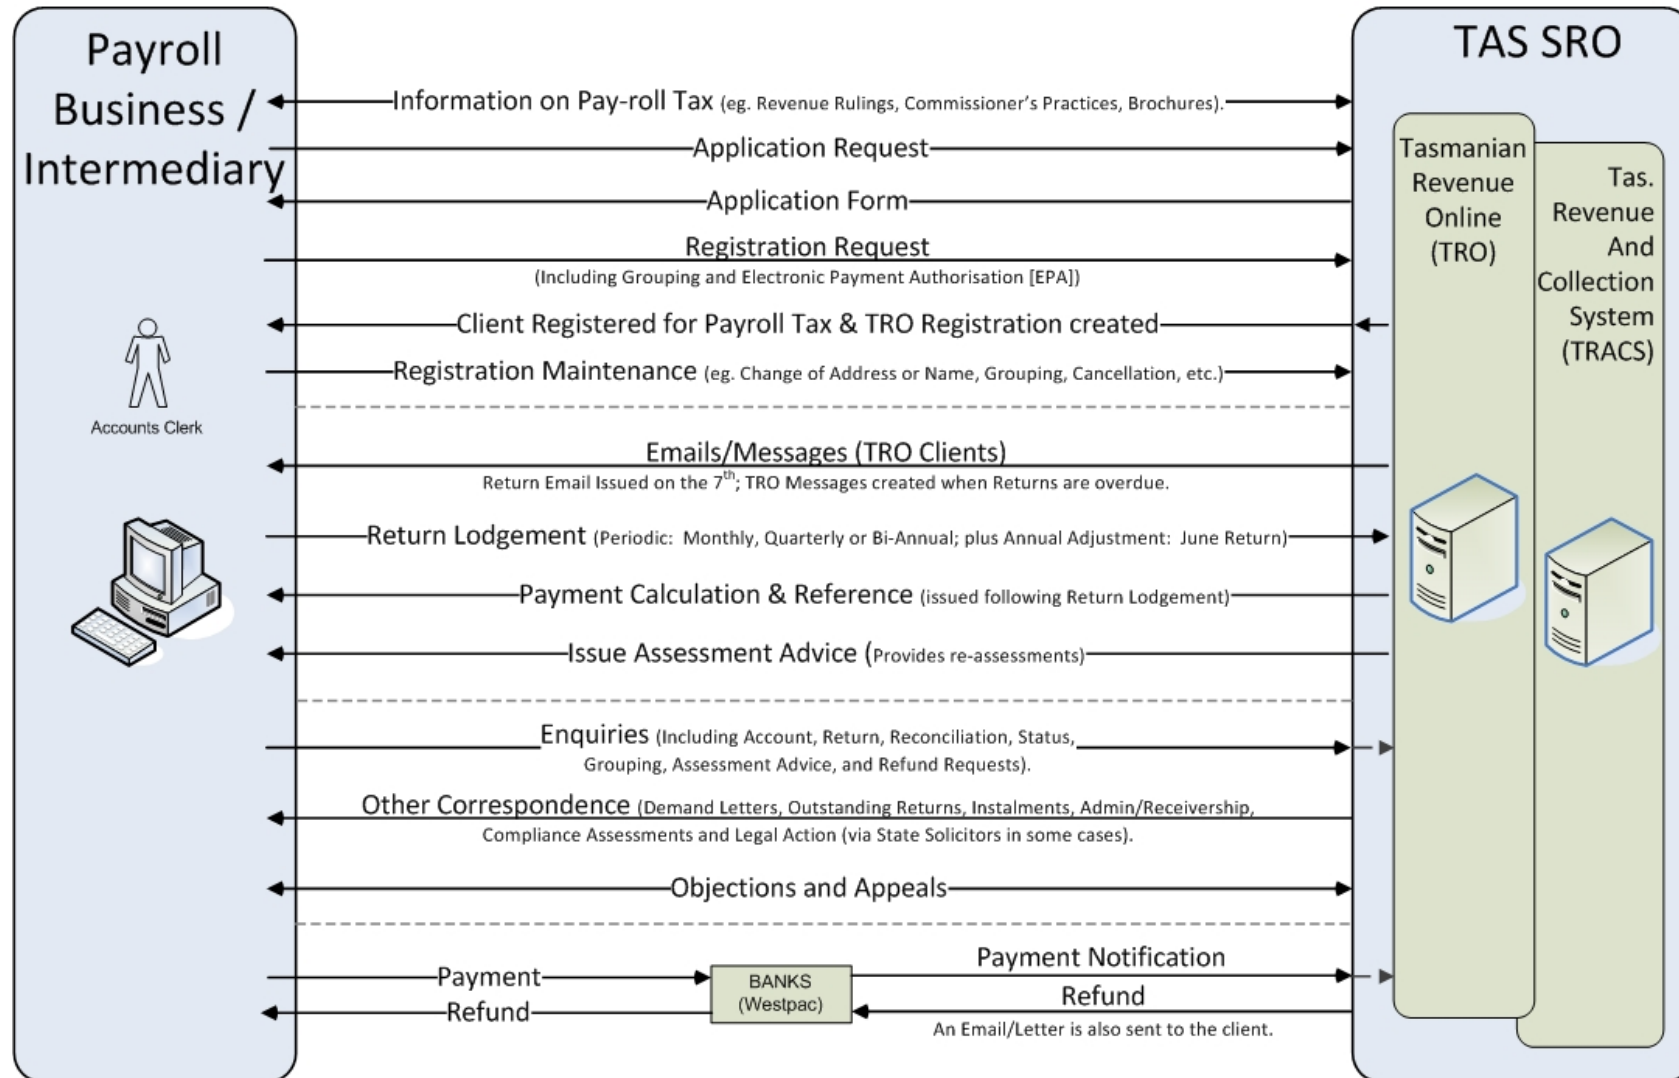 Payroll
Business /
Intermediary
TAS SRO
Information on Pay-roll Tax (eg. Revenue Rulings, Commissioner's Practices, Brochures).
Application Request
Application Form
Registration Request
(Including Grouping and Electronic Payment Authorisation [EPA])
Client Registered for Payroll Tax & TRO Registration created
Registration Maintenance (eg. Change of Address or Name, Grouping, Cancellation, etc.)
Tasmanian
Revenue
Online
(TRO)
Tas.
Revenue
And
Collection
System
(TRACS)
Accounts Clerk
Emails/Messages (TRO Clients)
Return Email Issued on the 7th; TRO Messages created when Returns are overdue.
Return Lodgement (Periodic: Monthly, Quarterly or Bi-Annual; plus Annual Adjustment: June Return)
Payment Calculation & Reference (issued following Return Lodgement)
Issue Assessment Advice (Provides re-assessments)
Enquiries (Including Account, Return, Reconciliation, Status,
Grouping, Assessment Advice, and Refund Requests).
Other Correspondence (Demand Letters, Outstanding Returns, Instalments, Admin/Receivership,
Compliance Assessments and Legal Action (via State Solicitors in some cases).
Objections and Appeals
Payment
Refund
BANKS
(Westpac)
Payment Notification
Refund
An Email/Letter is also sent to the client.